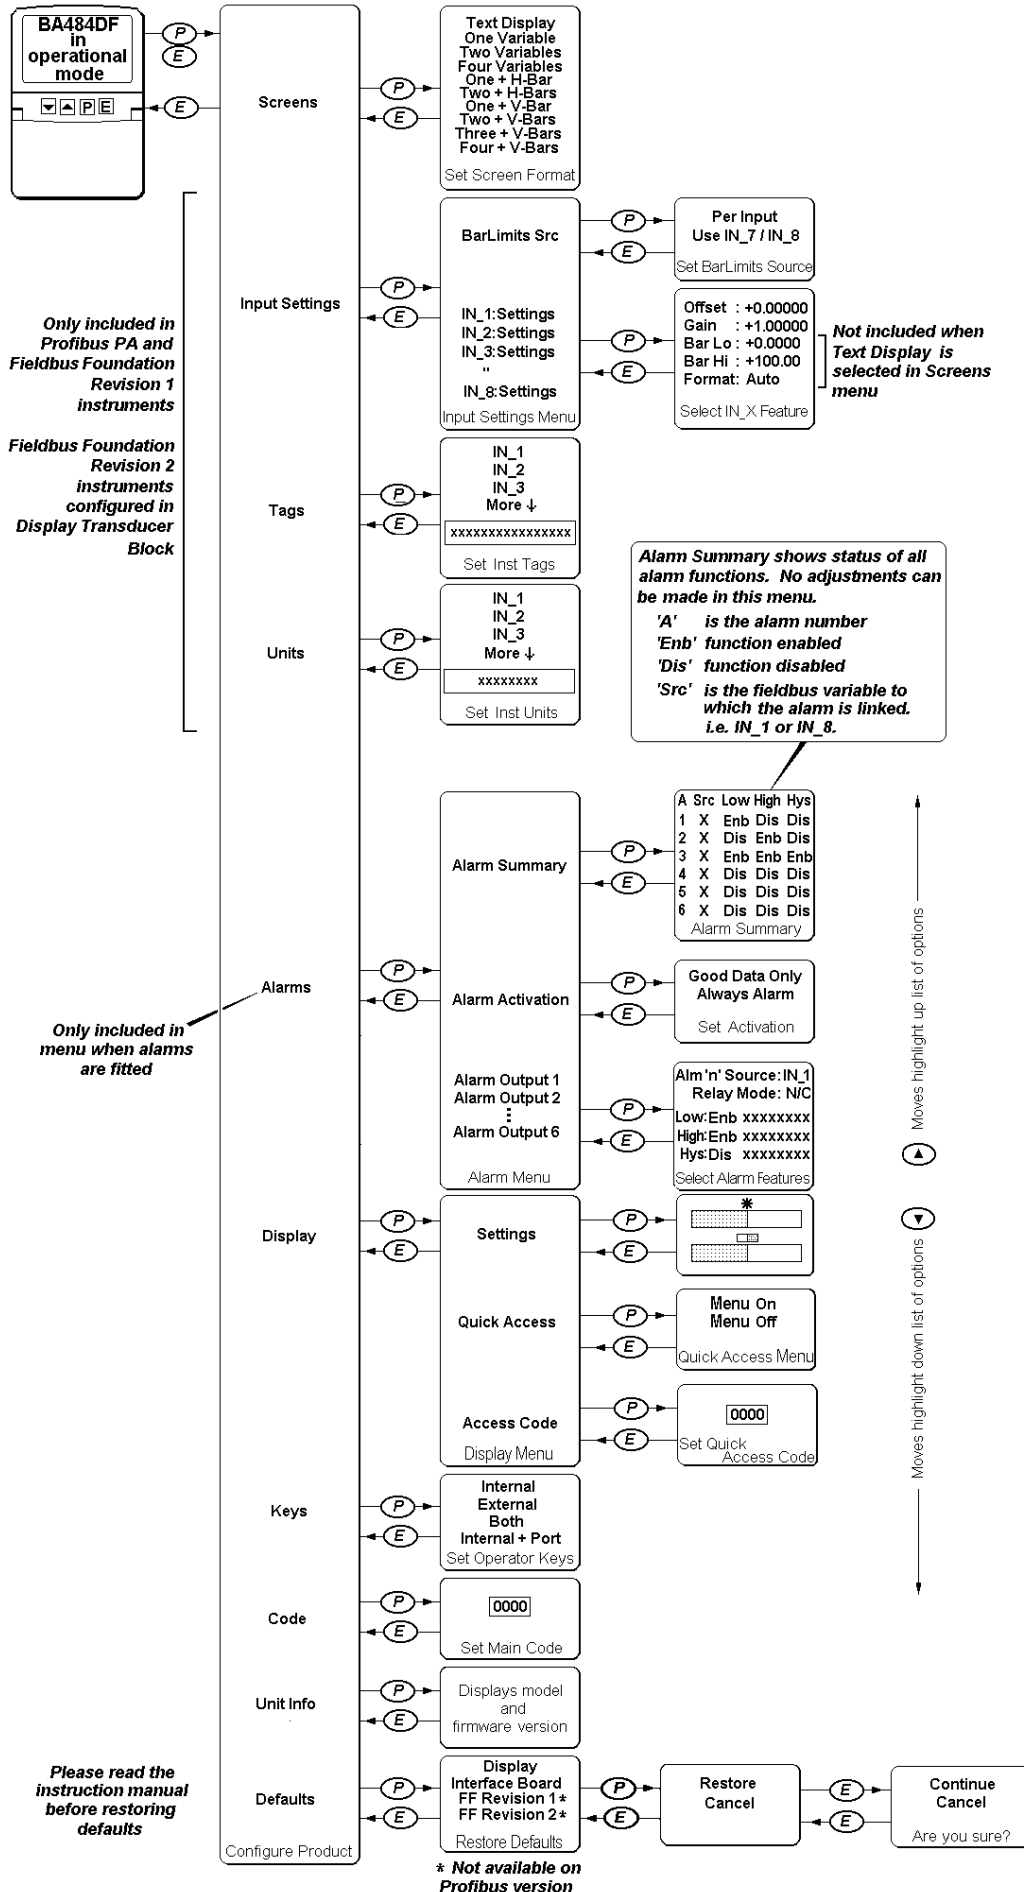 BA484DF
in
operational
mode
P E
P
E
E
Screens
P
E
Text Display
One Variable
Two Variables
Four Variables
One + H-Bar
Two + H-Bars
One + V-Bar
Two + V-Bars
Three + V-Bars
Four + V-Bars
Set Screen Format
Only included in
Profibus PA and
Fieldbus Foundation
Revision 1
instruments
Fieldbus Foundation
Revision 2
instruments
configured in
Display Transducer
Block
Input Settings
P
E
BarLimits Src
IN_1:Settings
IN_2:Settings
IN_3:Settings
"
IN_8:Settings
Input Settings Menu
P
E
Per Input
Use IN_7 / IN_8
Set BarLimits Source
P
E
Offset : +0.00000
Gain : +1.00000
Bar Lo : +0.0000
Bar Hi : +100.00
Format: Auto
Select IN_X Feature
Not included when
Text Display is
selected in Screens
menu
Tags
P
E
IN_1
IN_2
IN_3
More ↓
xxxxxxxxxxxxxxxx
Set Inst Tags
Units
P
E
IN_1
IN_2
IN_3
More ↓
xxxxxxxx
Set Inst Units
Alarm Summary shows status of all
alarm functions. No adjustments can
be made in this menu.
'A' is the alarm number
'Enb' function enabled
'Dis' function disabled
'Src' is the fieldbus variable to
which the alarm is linked.
i.e. IN_1 or IN_8.
Alarms
Only included in
menu when alarms
are fitted
P
E
Alarm Summary
Alarm Activation
Alarm Output 1
Alarm Output 2
Alarm Output 6
Alarm Menu
P
E
A Src Low High Hys
1 X Enb Dis Dis
2 X Dis Enb Dis
3 X Enb Enb Enb
4 X Dis Dis Dis
5 X Dis Dis Dis
6 X Dis Dis Dis
Alarm Summary
P
E
Good Data Only
Always Alarm
Set Activation
P
E
Alm 'n' Source: IN_1
Relay Mode: N/C
Low:Enb xxxxxxxx
High:Enb xxxxxxxx
Hys:Dis xxxxxxxx
Select Alarm Features
Moves highlight up list of options
Moves highlight down list of options
Display
P
E
Settings
Quick Access
Access Code
Display Menu
P
E
*
P
E
Menu On
Menu Off
Quick Access Menu
P
E
0000
Set Quick
Access Code
Keys
P
E
Internal
External
Both
Internal + Port
Set Operator Keys
Code
P
E
0000
Set Main Code
Unit Info
P
E
Displays model
and
firmware version
Please read the
instruction manual
before restoring
defaults
Defaults
Configure Product
P
E
Display
Interface Board
FF Revision 1*
FF Revision 2*
Restore Defaults
* Not available on
Profibus version
P
E
Restore
Cancel
E
E
Continue
Cancel
Are you sure?